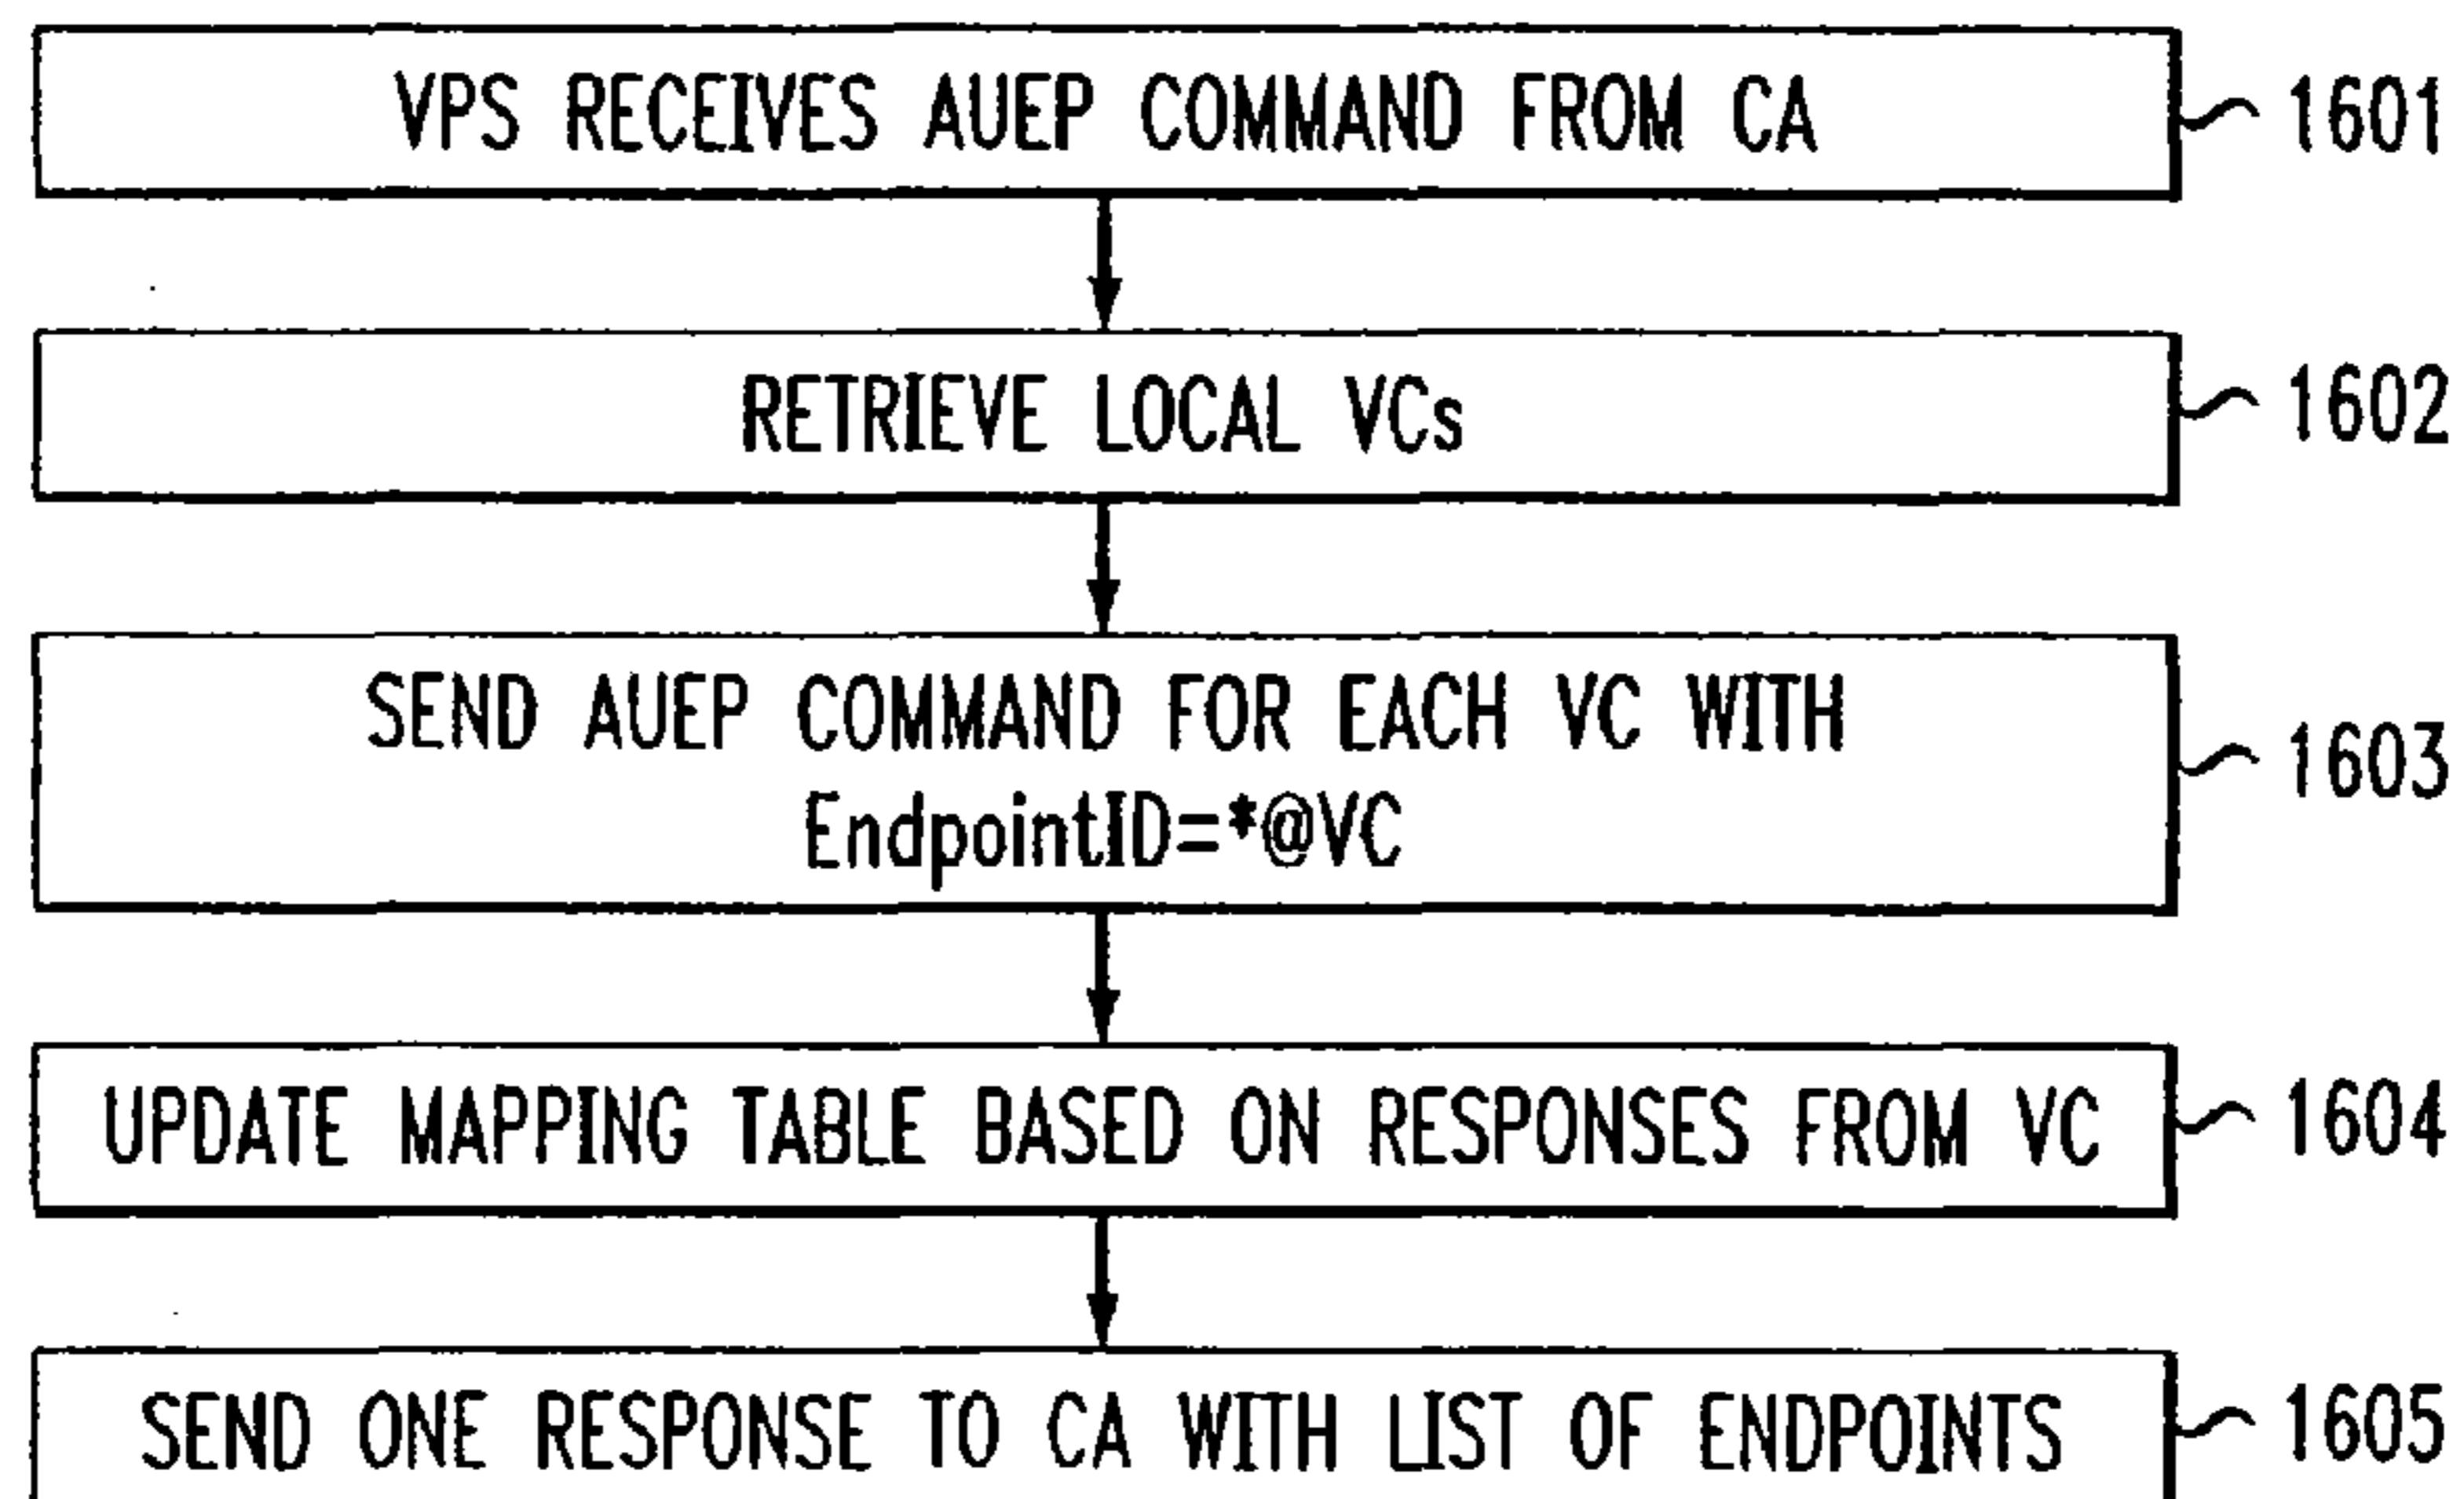 VPS RECEIVES AUEP COMMAND FROM CA
1601
RETRIEVE LOCAL VCs
1602
SEND AUEP COMMAND FOR EACH VC WITH
EndpointID=*@VC
1603
UPDATE MAPPING TABLE BASED ON RESPONSES FROM VC
1604
SEND ONE RESPONSE TO CA WITH LIST OF ENDPOINTS
1605